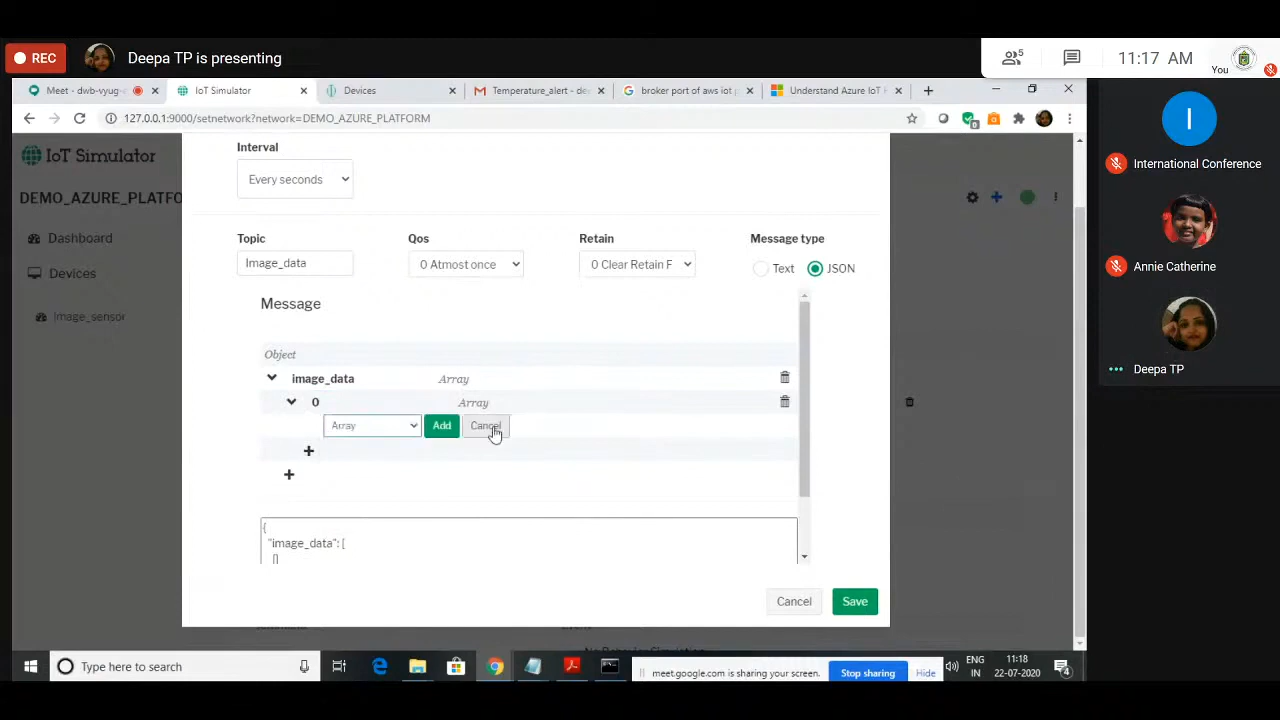 REC
Deepa TP is presenting
5
11:17 AM
You
Meet - dwb-vyug-
IoT Simulator
Devices
Temperature_alert - de
broker port of aws iot p
Understand Azure IoT H
127.0.0.1:9000/setnetwork?network=DEMO_AZURE_PLATFORM
IoT Simulator
DEMO_AZURE_PLATFO
Dashboard
Devices
Image_sensor
Interval
Every seconds
Topic
Qos
Retain
Message type
Image_data
0 Atmost once
0 Clear Retain F
Text
JSON
Message
Object
image_data
Array
0
Array
Array
Add
Cancel
{
"image_data": [
[]
Cancel
Save
No Behavior Simulation
I
International Conference
Annie Catherine
Deepa TP
Type here to search
meet.google.com is sharing your screen.
Stop sharing
Hide
ENG
IN
11:18
22-07-2020
4